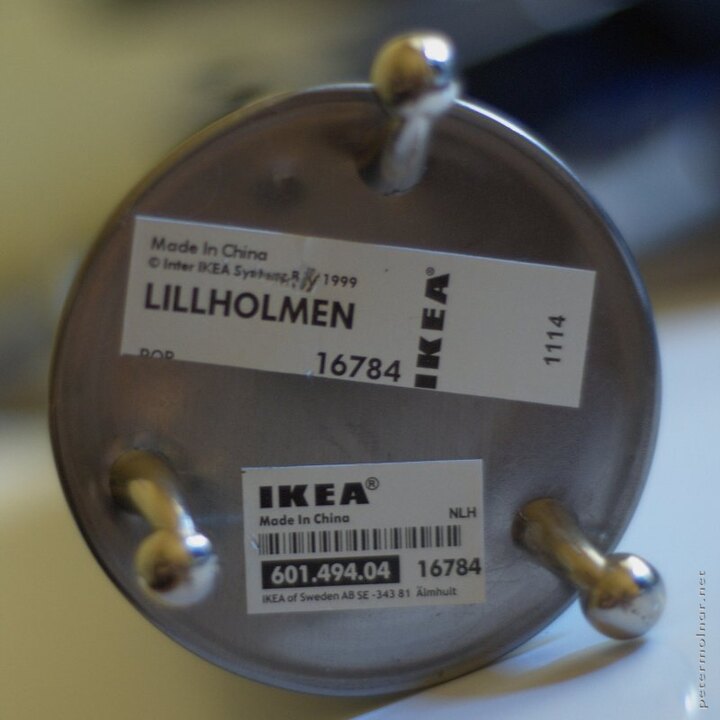 Made In China
© Inter IKEA Systems B.V. 1999
LILLHOLMEN
16784
IKEA®
1114
IKEA®
Made In China
NLH
601.494.04
16784
IKEA of Sweden AB SE -343 81 Älmhult
petermolnar.net